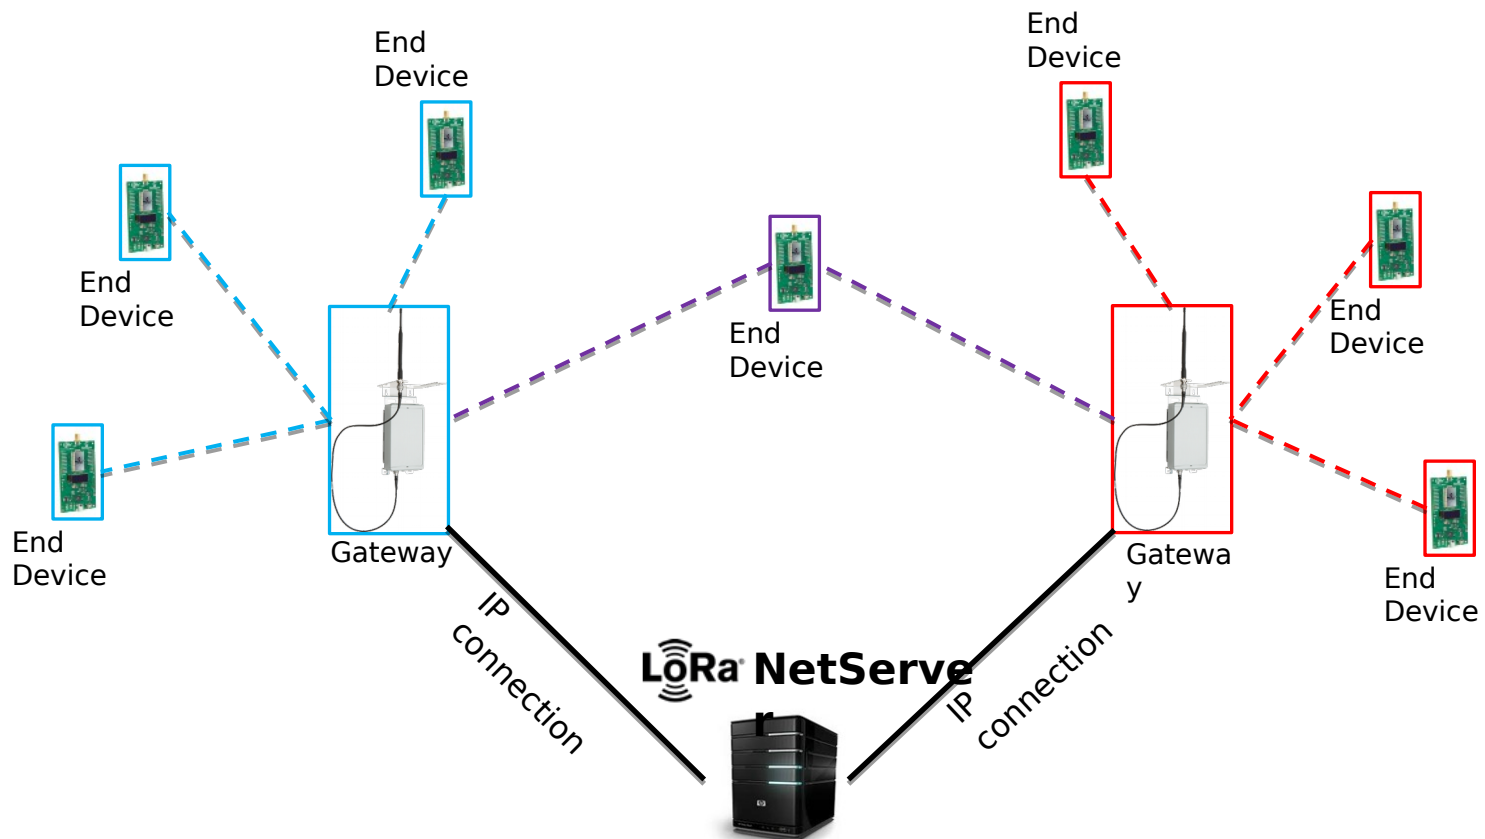 End
Device
End
Device
End
Device
End
Device
End
Device
End
Device
End
Device
End
Device
Gateway
Gatewa
y
IP
connection
IP
connection
LoRa® NetServe
r